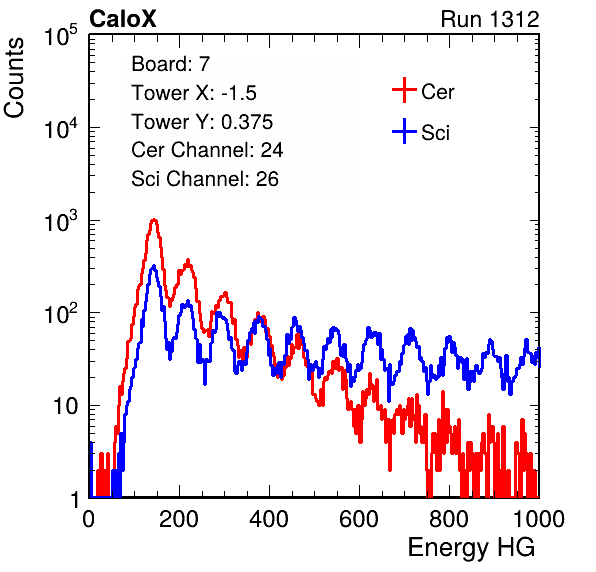 CaloX Run 1312
Counts
Board: 7
Tower X: -1.5
Tower Y: 0.375
Cer Channel: 24
Sci Channel: 26
Cer
Sci
10^5
10^4
10^3
10^2
10
1
0 200 400 600 800 1000
Energy HG